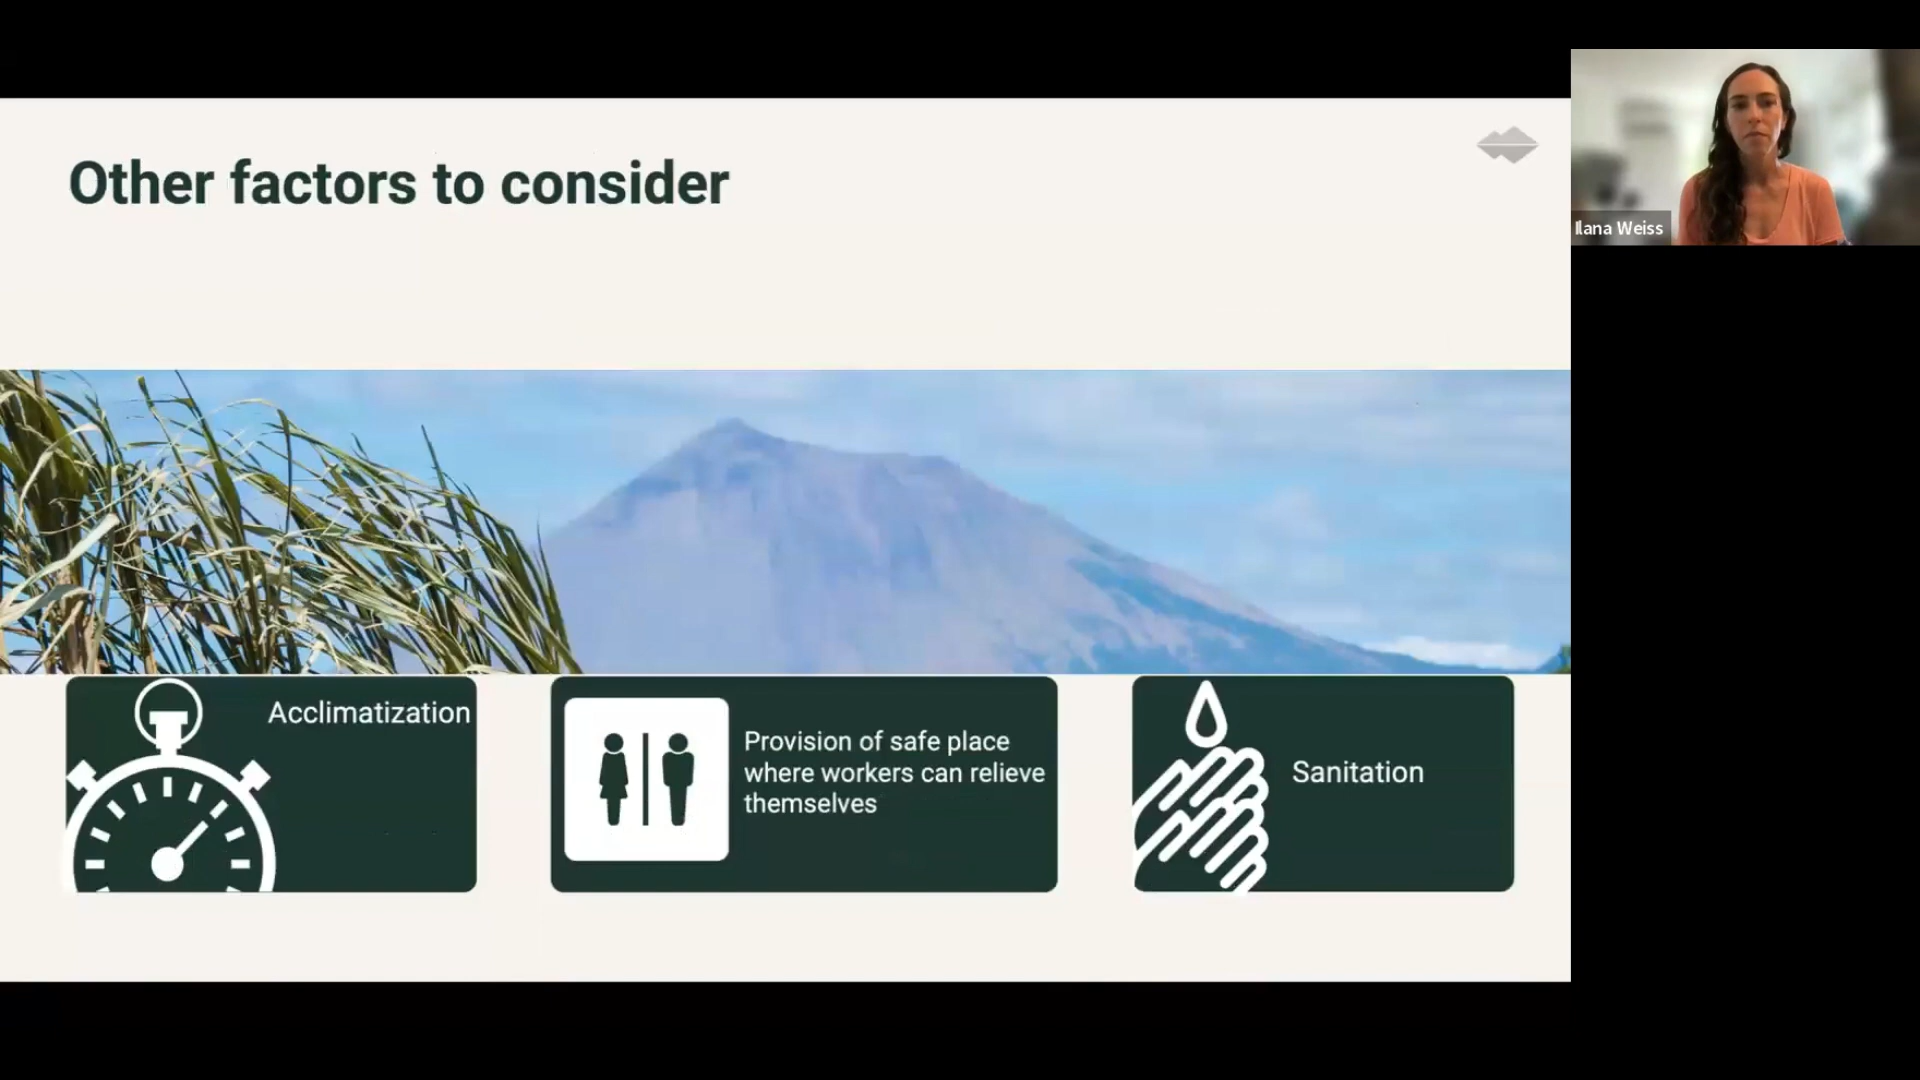 Other factors to consider
Ilana Weiss
Acclimatization
Provision of safe place
where workers can relieve
themselves
Sanitation